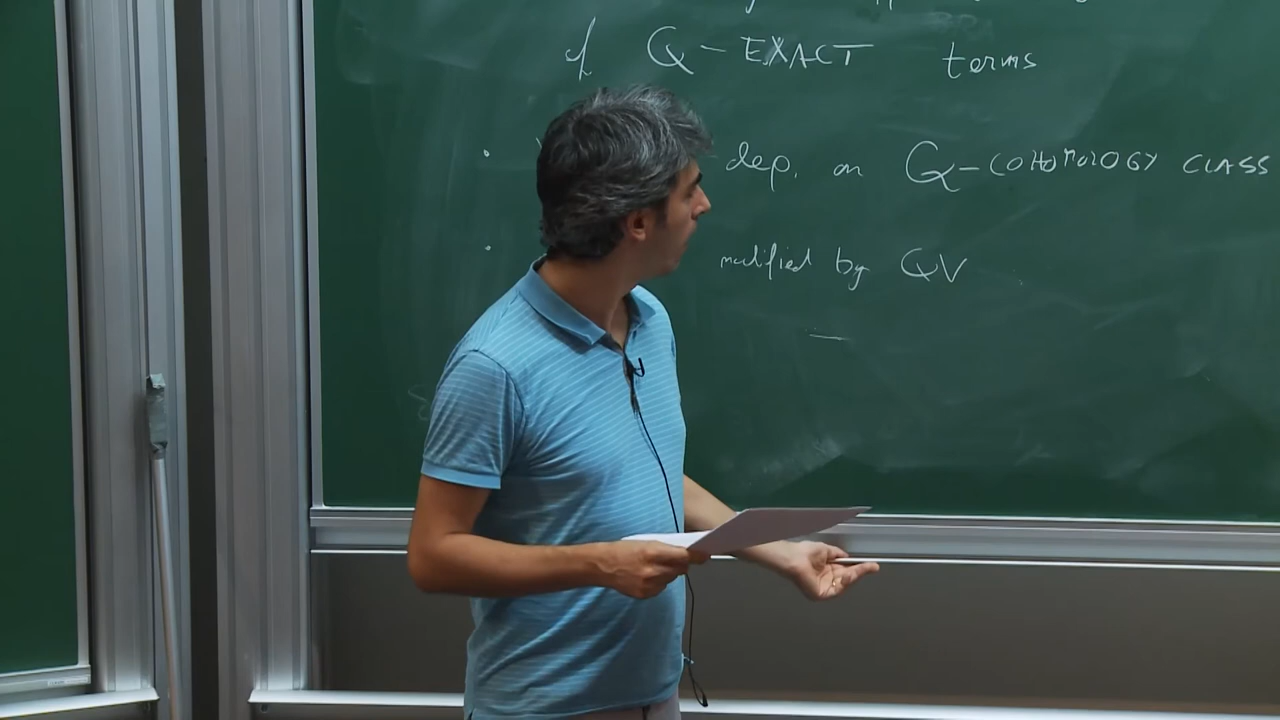 of Q-EXACT terms
dep. on Q-COHOMOLOGY CLASS
modified by QV